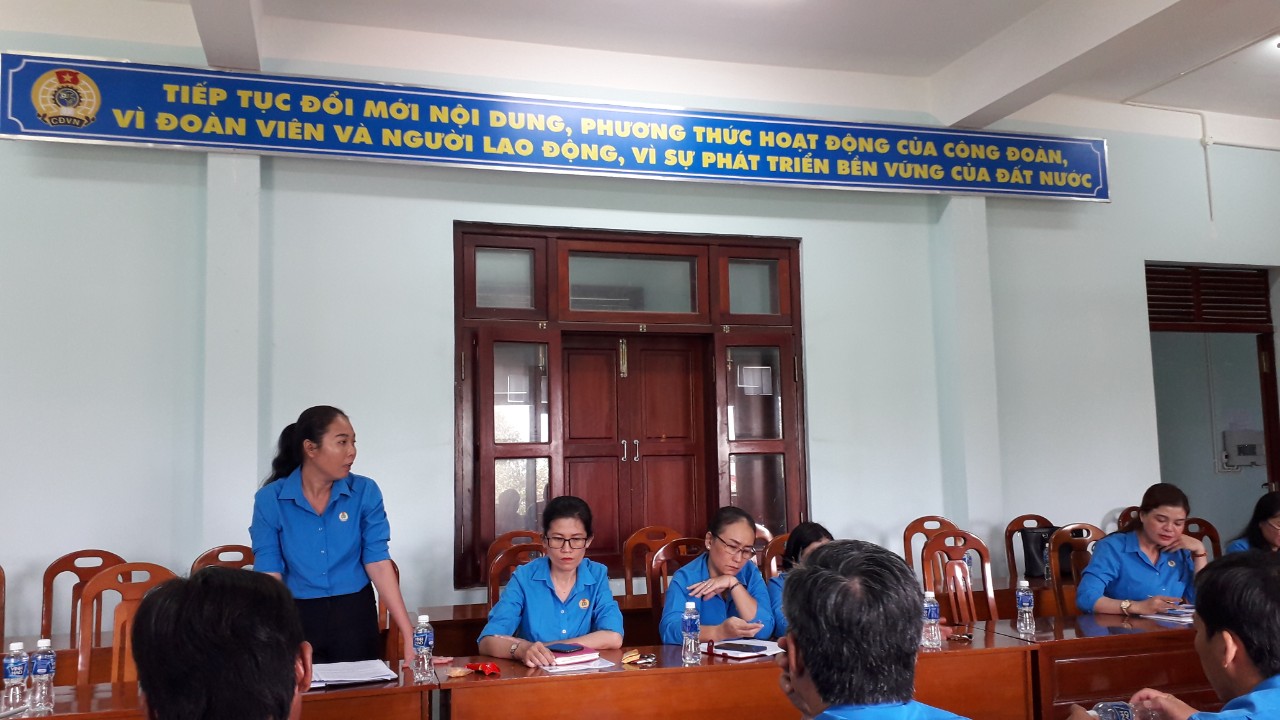 TIẾP TỤC ĐỔI MỚI NỘI DUNG, PHƯƠNG THỨC HOẠT ĐỘNG CỦA CÔNG ĐOÀN,
VÌ ĐOÀN VIÊN VÀ NGƯỜI LAO ĐỘNG, VÌ SỰ PHÁT TRIỂN BỀN VỮNG CỦA ĐẤT NƯỚC
CĐVN